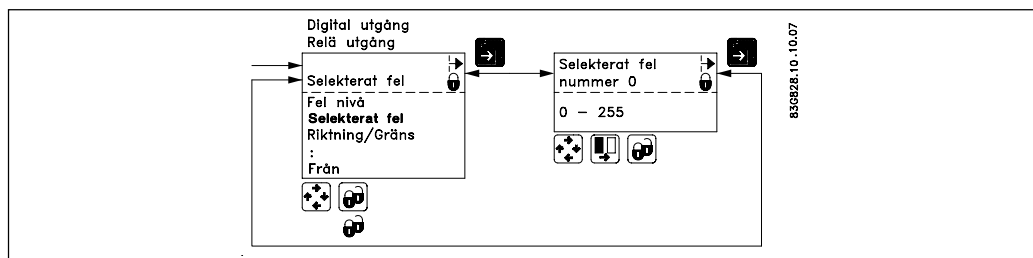 Digital utgång
Relä utgång
Selekterat fel
Fel nivå
Selekterat fel
Riktning/Gräns
:
Från
Selekterat fel
nummer 0
0 – 255
83G828.10.10.07